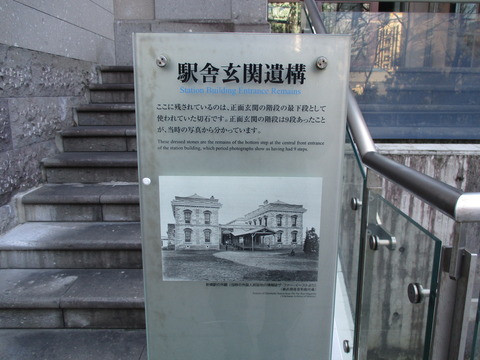 駅舎玄関遺構
Station Building Entrance Remains
ここに残されているのは、正面玄関の階段の最下段として
使われていた切石です。正面玄関の階段は9段あったこと
が、当時の写真から分かっています。
These dressed stones are the remains of the bottom step at the central front entrance
of the station building, which period photographs show as having had 9 steps.